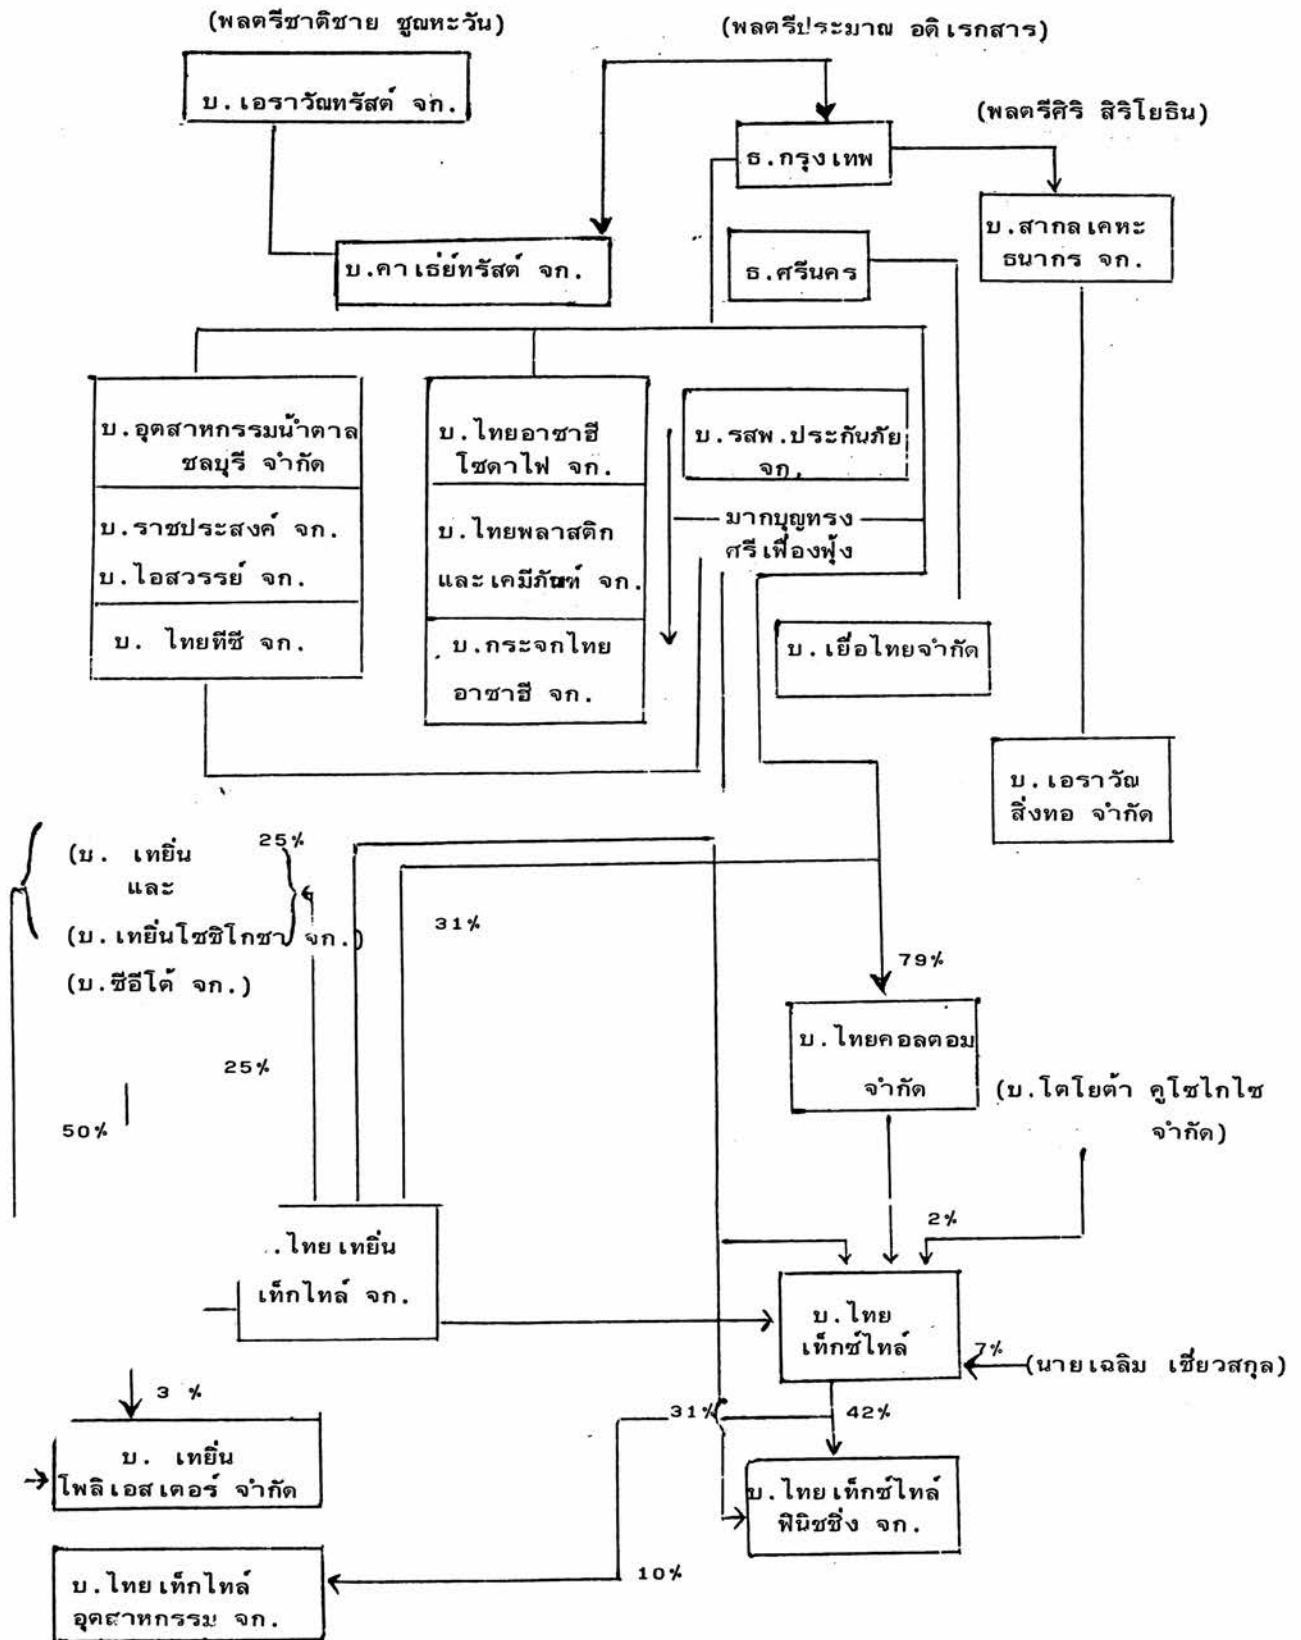 (พลตรีชาติชาย ชูณหะวัน)
(พลตรีประมาณ อดิเรกสาร)
บ.เอราวัณทรัสต์ จก.
(พลตรีศิริ สิริโยธิน)
ธ.กรุงเทพ
บ.สากลเคหะ
ธนากร จก.
บ.คาเธ่ย์ทรัสต์ จก.
ธ.ศรีนคร
บ.อุตสาหกรรมน้ำตาล
ชลบุรี จำกัด
บ.ราชประสงค์ จก.
บ.ไอสวรรย์ จก.
บ. ไทยทีซี จก.
บ.ไทยอาซาฮี
โซดาไฟ จก.
บ.ไทยพลาสติก
และเคมีภัณฑ์ จก.
บ.กระจกไทย
อาซาฮี จก.
บ.รสพ.ประกันภัย
จก.
มากบุญทรง
ศรีเฟื่องฟุ้ง
บ.เยื่อไทยจำกัด
บ.เอราวัณ
สิ่งทอ จำกัด
(บ. เทยิ่น 25%
และ
(บ.เทยิ่นโชชิโกชา จก.)
(บ.ซีอีโต้ จก.)
31%
79%
25%
50%
บ.ไทยคอลตอม
จำกัด
(บ.โตโยต้า คูโซไกไซ
จำกัด)
2%
.ไทยเทยิ่น
เท็กไทล์ จก.
บ.ไทย
เท็กซ์ไทล์
7%
(นายเฉลิม เชี่ยวสกุล)
3 %
31%
42%
บ. เทยิ่น
โพลิเอสเตอร์ จำกัด
บ.ไทยเท็กซ์ไทล์
ฟินิชชิ่ง จก.
10%
บ.ไทยเท็กไทล์
อุตสาหกรรม จก.